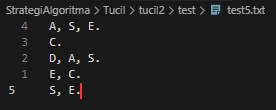 StrategiAlgoritma > Tucil > tucil2 > test > test5.txt
4 A, S, E.
3 C.
2 D, A, S.
1 E, C.
5 S, E.